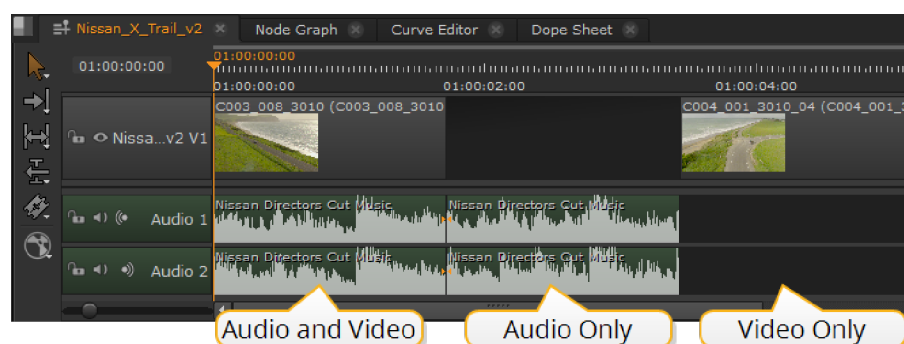 Nissan_X_Trail_v2
Node Graph
Curve Editor
Dope Sheet
01:00:00:00
01:00:00:00
01:00:00:00
01:00:02:00
01:00:04:00
C003_008_3010 (C003_008_3010
C004_001_3010_04 (C004_001_
Nissa...v2 V1
Nissan Directors Cut Music
Nissan Directors Cut Music
Audio 1
Nissan Directors Cut Music
Nissan Directors Cut Music
Audio 2
Audio and Video
Audio Only
Video Only